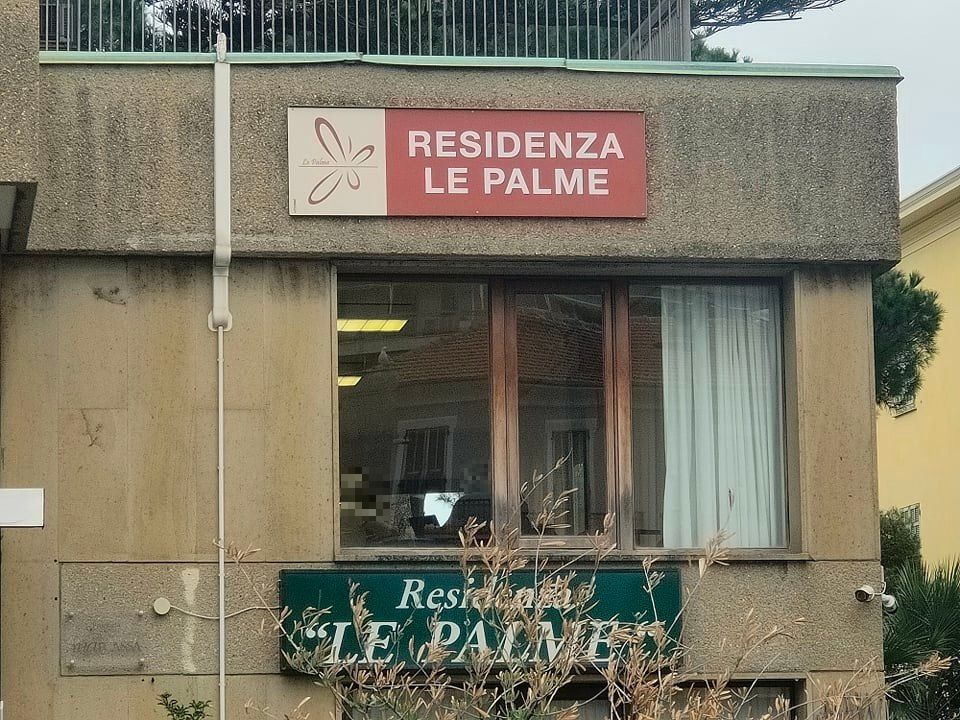 Le Palme
RESIDENZA
LE PALME
Residenza
"LE PALME"